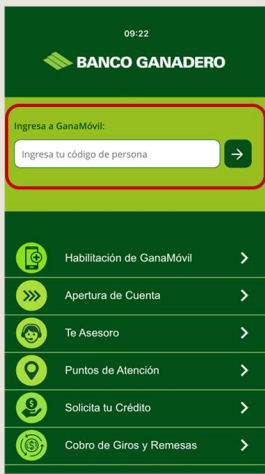 09:22
BANCO GANADERO
Ingresa a GanaMóvil:
Ingresa tu código de persona
Habilitación de GanaMóvil
Apertura de Cuenta
Te Asesoro
Puntos de Atención
Solicita tu Crédito
Cobro de Giros y Remesas